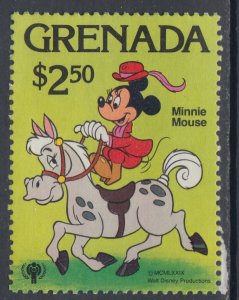 GRENADA
$2.50
Minnie
Mouse
© MCMLXXIX
Walt Disney Productions